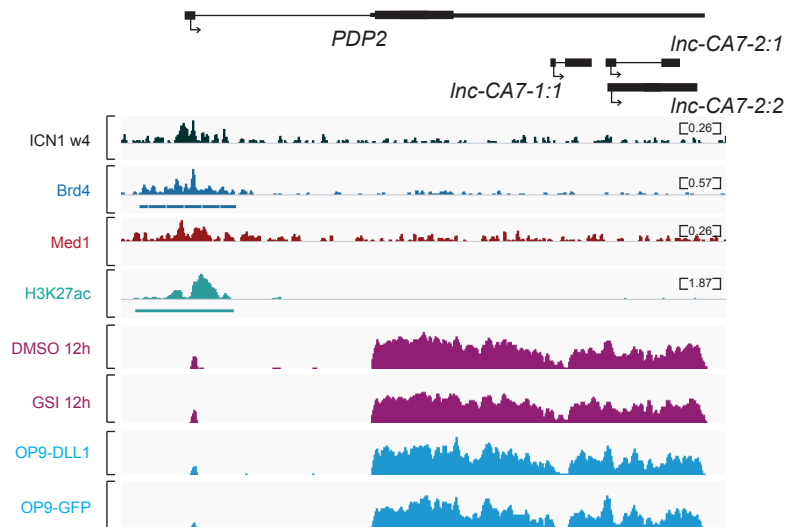 PDP2
lnc-CA7-2:1
lnc-CA7-1:1
lnc-CA7-2:2
ICN1 w4
[0.26]
Brd4
[0.57]
Med1
[0.26]
H3K27ac
[1.87]
DMSO 12h
GSI 12h
OP9-DLL1
OP9-GFP